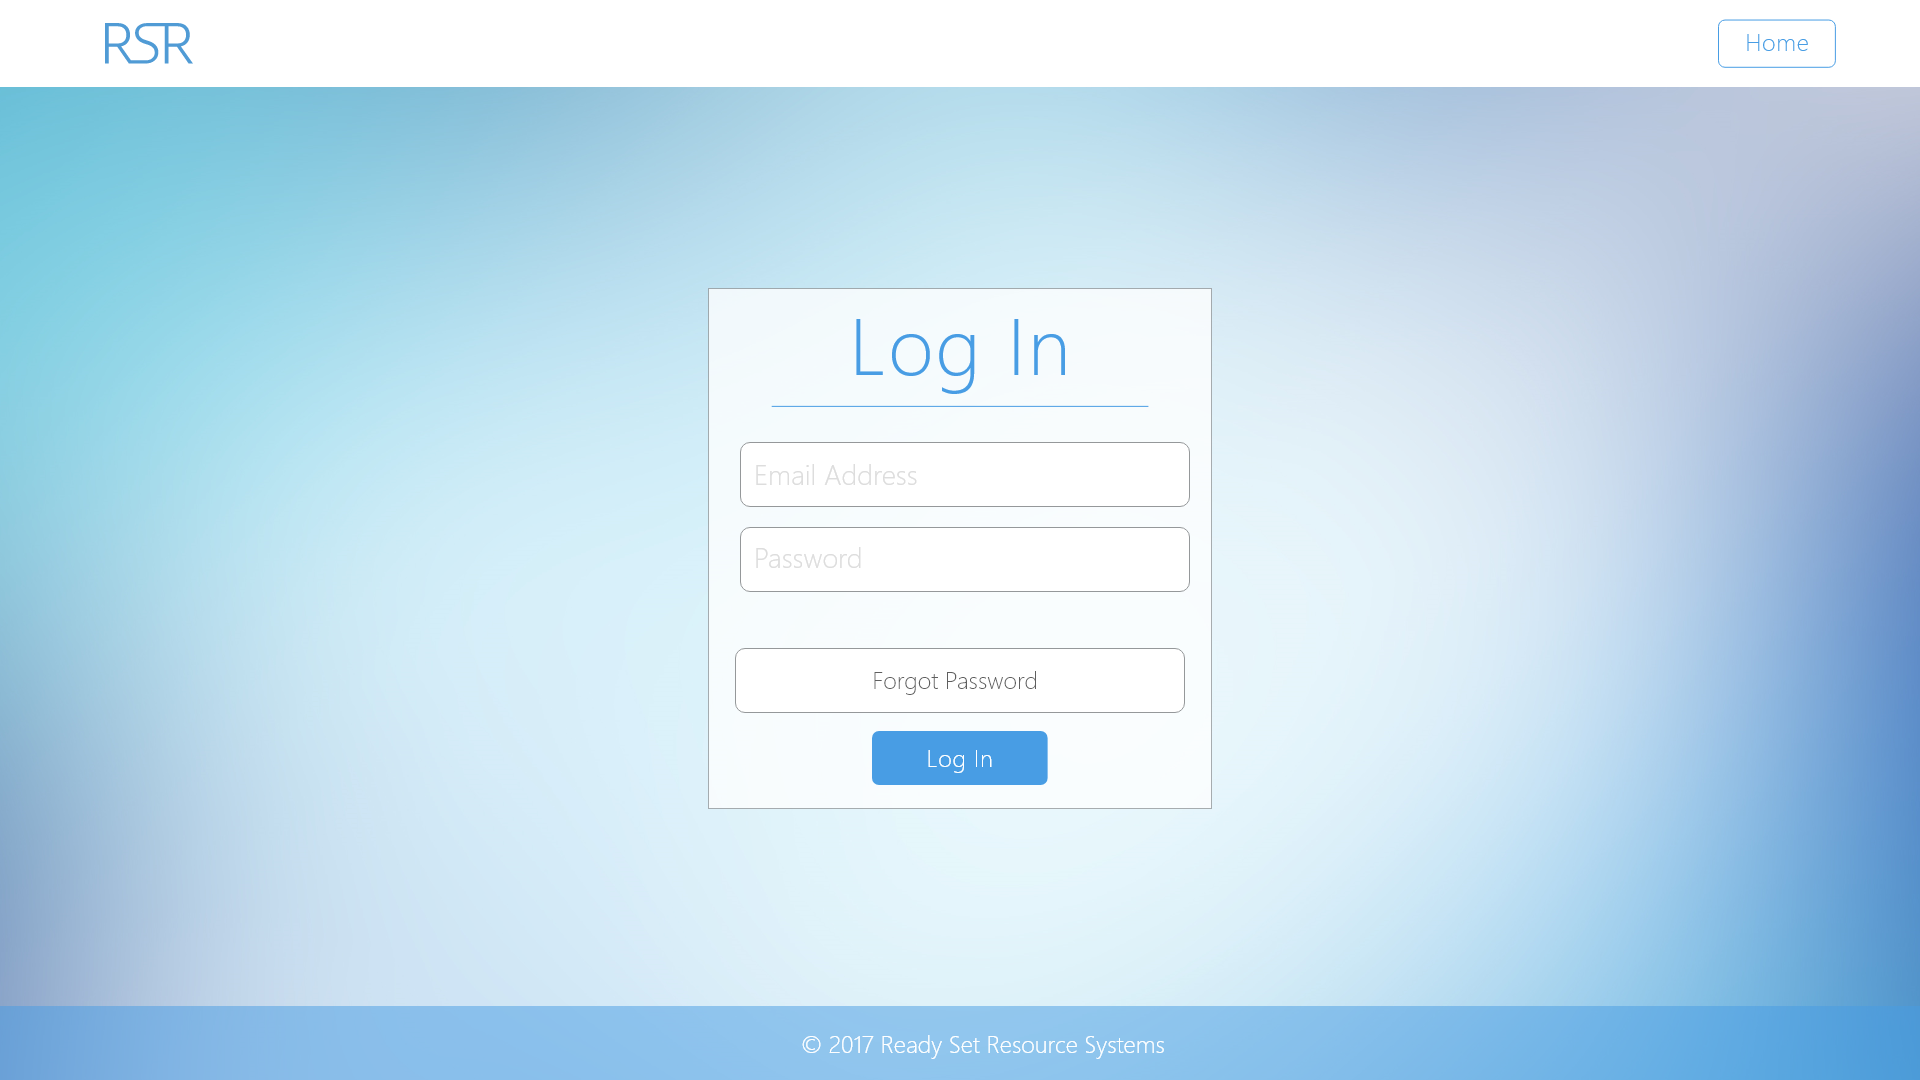 RSR
Home
Log In
Email Address
Password
Forgot Password
Log In
© 2017 Ready Set Resource Systems